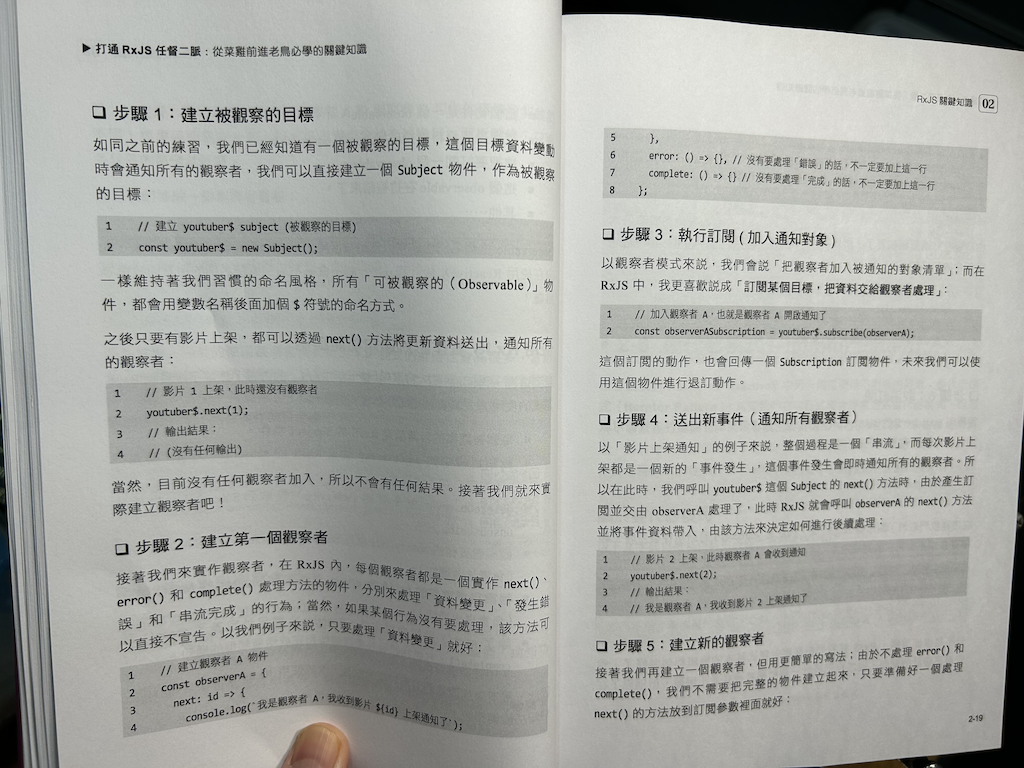 ▶ 打通 RxJS 任督二脈：從菜雞前進老鳥必學的關鍵知識
❏ 步驟 1：建立被觀察的目標
如同之前的練習，我們已經知道有一個被觀察的目標，這個目標資料變動
時會通知所有的觀察者，我們可以直接建立一個 Subject 物件，作為被觀察
的目標：
1 // 建立 youtuber$ subject (被觀察的目標)
2 const youtuber$ = new Subject();
一樣維持著我們習慣的命名風格，所有「可被觀察的（Observable）」物
件，都會用變數名稱後面加個 $ 符號的命名方式。
之後只要有影片上架，都可以透過 next() 方法將更新資料送出，通知所有
的觀察者：
1 // 影片 1 上架，此時還沒有觀察者
2 youtuber$.next(1);
3 // 輸出結果：
4 // (沒有任何輸出)
當然，目前沒有任何觀察者加入，所以不會有任何結果。接著我們就來實
際建立觀察者吧！
❏ 步驟 2：建立第一個觀察者
接著我們來實作觀察者，在 RxJS 內，每個觀察者都是一個實作 next()、
error() 和 complete() 處理方法的物件，分別來處理「資料變更」、「發生錯
誤」和「串流完成」的行為；當然，如果某個行為沒有要處理，該方法可
以直接不宣告。以我們例子來說，只要處理「資料變更」就好：
1 // 建立觀察者 A 物件
2 const observerA = {
3 next: id => {
4 console.log(`我是觀察者 A，我收到影片 ${id} 上架通知了`);
RxJS 關鍵知識 02
5 },
6 error: () => {}, // 沒有要處理「錯誤」的話，不一定要加上這一行
7 complete: () => {} // 沒有要處理「完成」的話，不一定要加上這一行
8 };
❏ 步驟 3：執行訂閱 ( 加入通知對象 )
以觀察者模式來說，我們會說「把觀察者加入被通知的對象清單」；而在
RxJS 中，我更喜歡說成「訂閱某個目標，把資料交給觀察者處理」：
1 // 加入觀察者 A，也就是觀察者 A 開啟通知了
2 const observerASubscription = youtuber$.subscribe(observerA);
這個訂閱的動作，也會回傳一個 Subscription 訂閱物件，未來我們可以使
用這個物件進行退訂動作。
❏ 步驟 4：送出新事件（通知所有觀察者）
以「影片上架通知」的例子來說，整個過程是一個「串流」，而每次影片上
架都是一個新的「事件發生」，這個事件發生會即時通知所有的觀察者。所
以在此時，我們呼叫 youtuber$ 這個 Subject 的 next() 方法時，由於產生訂
閱並交由 observerA 處理了，此時 RxJS 就會呼叫 observerA 的 next() 方法
並將事件資料帶入，由該方法來決定如何進行後續處理：
1 // 影片 2 上架，此時觀察者 A 會收到通知
2 youtuber$.next(2);
3 // 輸出結果：
4 // 我是觀察者 A，我收到影片 2 上架通知了
❏ 步驟 5：建立新的觀察者
接著我們再建立一個觀察者，但用更簡單的寫法；由於不處理 error() 和
complete()，我們不需要把完整的物件建立起來，只要準備好一個處理
next() 的方法放到訂閱參數裡面就好：
2-19